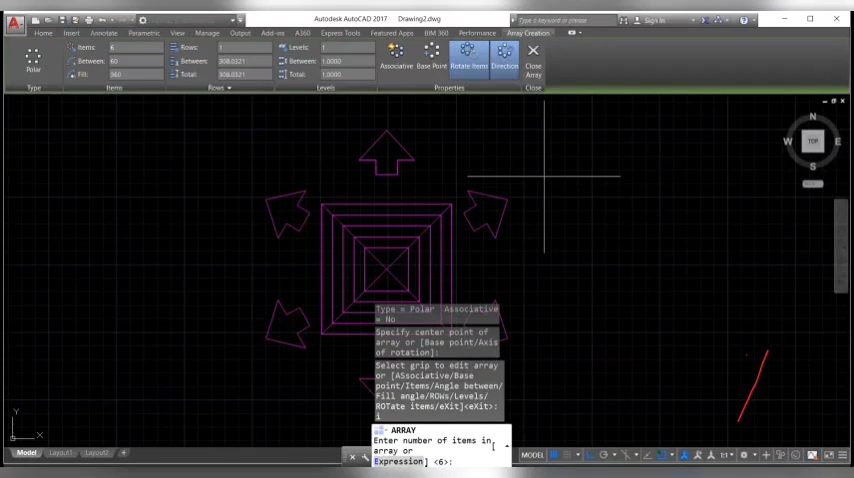 Autodesk AutoCAD 2017 Drawing2.dwg
Type a keyword or phrase
Sign In
Home Insert Annotate Parametric View Manage Output Add-ins A360 Express Tools Featured Apps BIM 360 Performance Array Creation
Polar
Items: 6
Between: 60
Fill: 360
Rows: 1
Between: 308.0321
Total: 308.0321
Levels: 1
Between: 1.0000
Total: 1.0000
Associative Base Point Rotate Items Direction Close Array
Type Items Rows Levels Properties Close
N
W TOP E
S
Type = Polar Associative
= No
Specify center point of
array or [Base point/Axis
of rotation]:
Select grip to edit array
or [ASsociative/Base
point/Items/Angle between/
Fill angle/ROWs/Levels/
ROTate items/eXit]<eXit>:
i
ARRAY
Enter number of items in
array or
Expression] <6>:
Y
X
Model Layout1 Layout2 +
MODEL
1:1